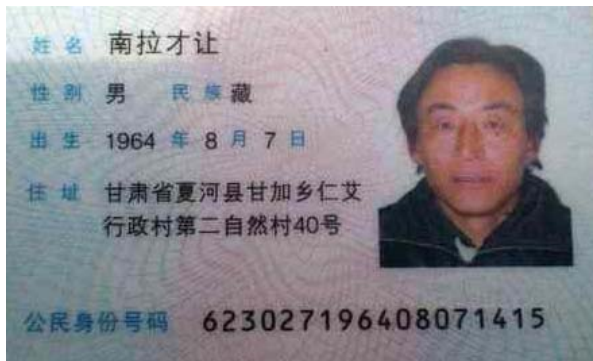 姓名 南拉才让
性别 男 民族 藏
出生 1964 年 8 月 7 日
住址 甘肃省夏河县甘加乡仁艾
行政村第二自然村40号
公民身份号码 623027196408071415